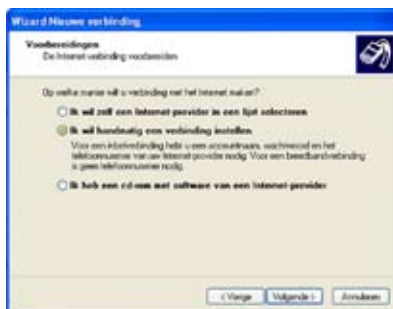 Wizard Nieuwe verbinding
Voorbereidingen
De Internet-verbinding voorbereiden
Op welke manier wilt u verbinding met het Internet maken?
Ik wil zelf een Internet-provider in een lijst selecteren
Ik wil handmatig een verbinding instellen
Voor een inbelverbinding hebt u een accountnaam, wachtwoord en het
telefoonnummer van uw Internet-provider nodig. Voor een breedbandverbinding
is geen telefoonnummer nodig.
Ik heb een cd-rom met software van een Internet-provider
< Vorige
Volgende >
Annuleren